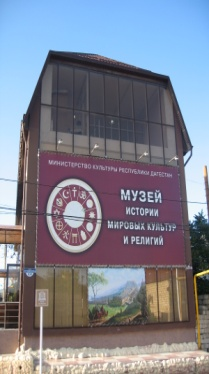 МИНИСТЕРСТВО КУЛЬТУРЫ РЕСПУБЛИКИ ДАГЕСТАН
МУЗЕЙ
ИСТОРИИ
МИРОВЫХ КУЛЬТУР
И РЕЛИГИЙ